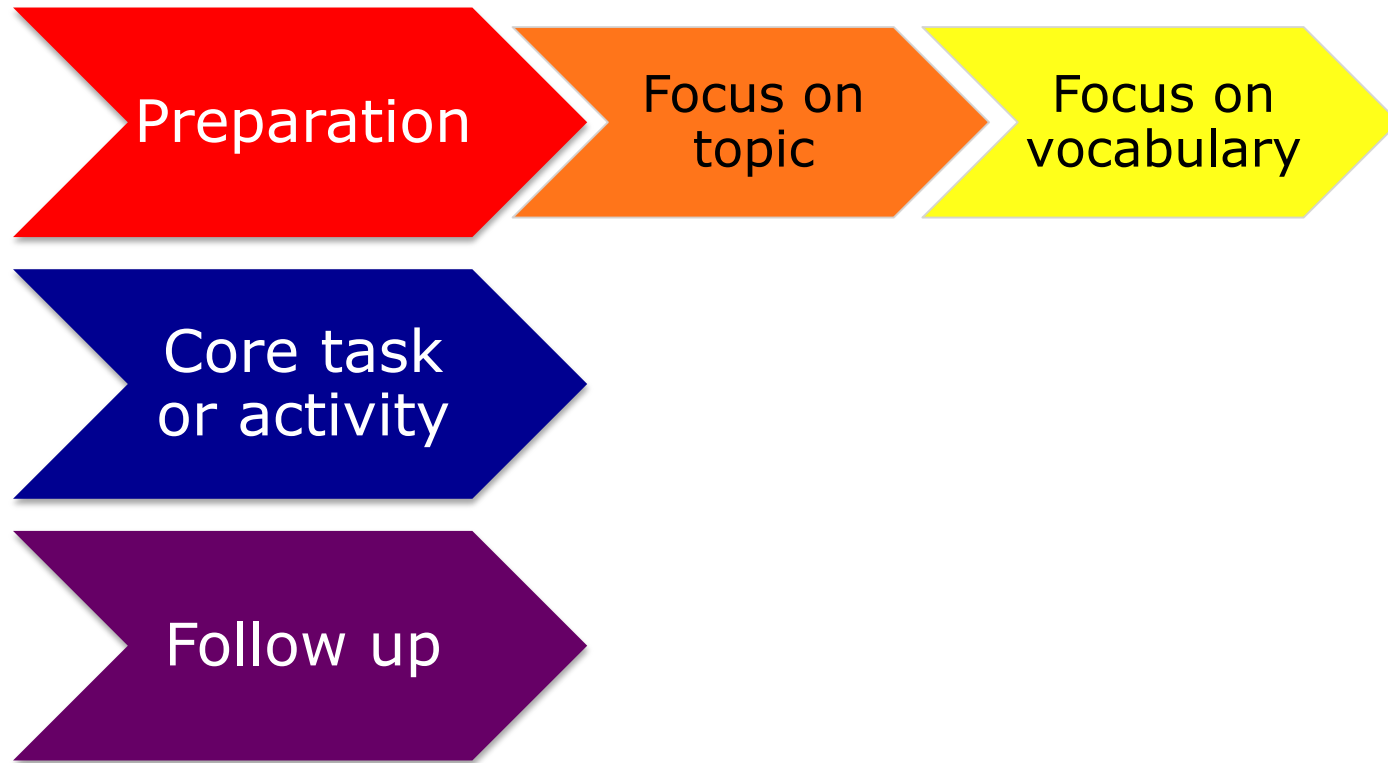 Preparation
Focus on
topic
Focus on
vocabulary
Core task
or activity
Follow up